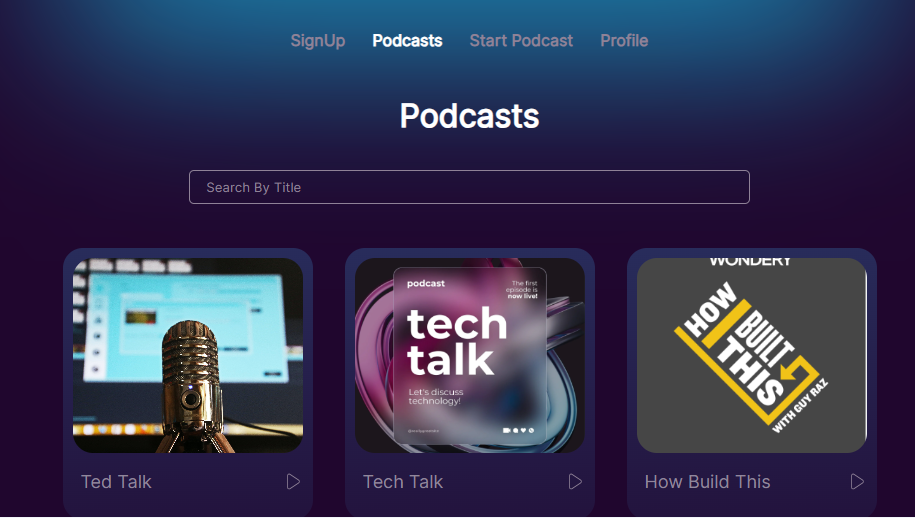 SignUp Podcasts Start Podcast Profile
Podcasts
Search By Title
podcast
The first
episode is
now live!
tech
talk
Let's discuss
technology!
WONDERY
HOW
I BUILT
THIS
WITH GUY RAZ
Ted Talk
Tech Talk
How Build This